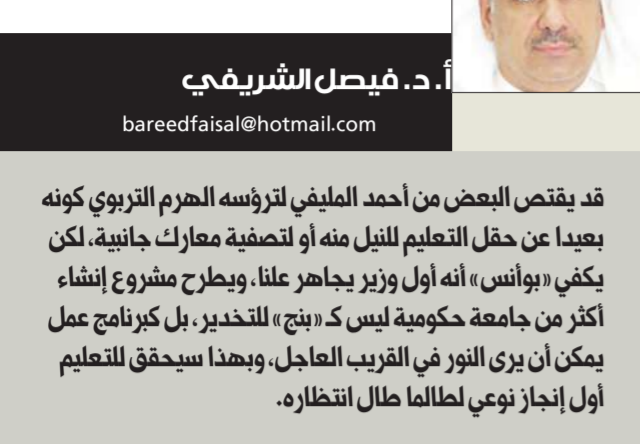 أ. د. فيصل الشريفي
bareedfaisal@hotmail.com
قد يقتص البعض من أحمد المليفي لترؤسه الهرم التربوي كونه
بعيدا عن حقل التعليم للنيل منه أو لتصفية معارك جانبية، لكن
يكفي «بوأنس» أنه أول وزير يجاهر علنا، ويطرح مشروع إنشاء
أكثر من جامعة حكومية ليس كـ «بنج» للتخدير، بل كبرنامج عمل
يمكن أن يرى النور في القريب العاجل، وبهذا سيحقق للتعليم
أول إنجاز نوعي لطالما طال انتظاره.